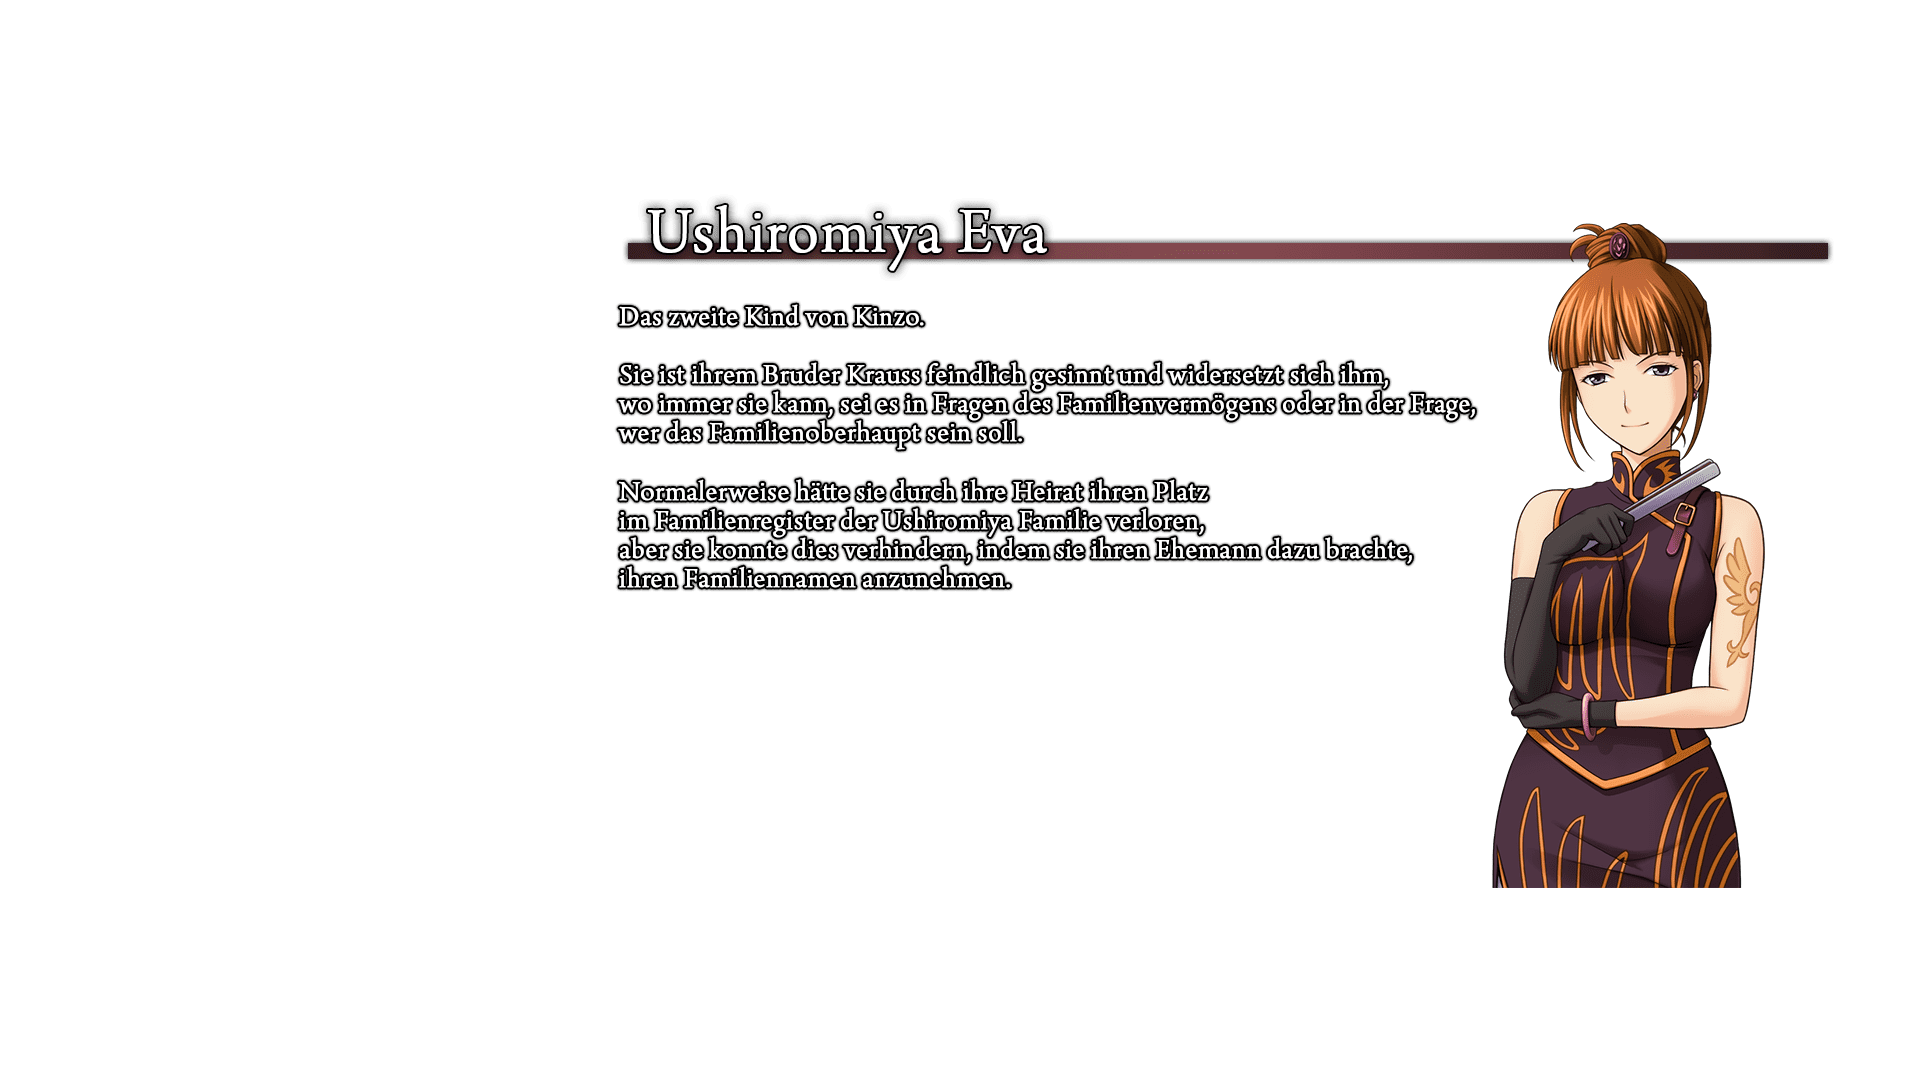 Ushiromiya Eva
Das zweite Kind von Kinzo.
Sie ist ihrem Bruder Krauss feindlich gesinnt und widersetzt sich ihm,
wo immer sie kann, sei es in Fragen des Familienvermögens oder in der Frage,
wer das Familienoberhaupt sein soll.
Normalerweise hätte sie durch ihre Heirat ihren Platz
im Familienregister der Ushiromiya Familie verloren,
aber sie konnte dies verhindern, indem sie ihren Ehemann dazu brachte,
ihren Familiennamen anzunehmen.